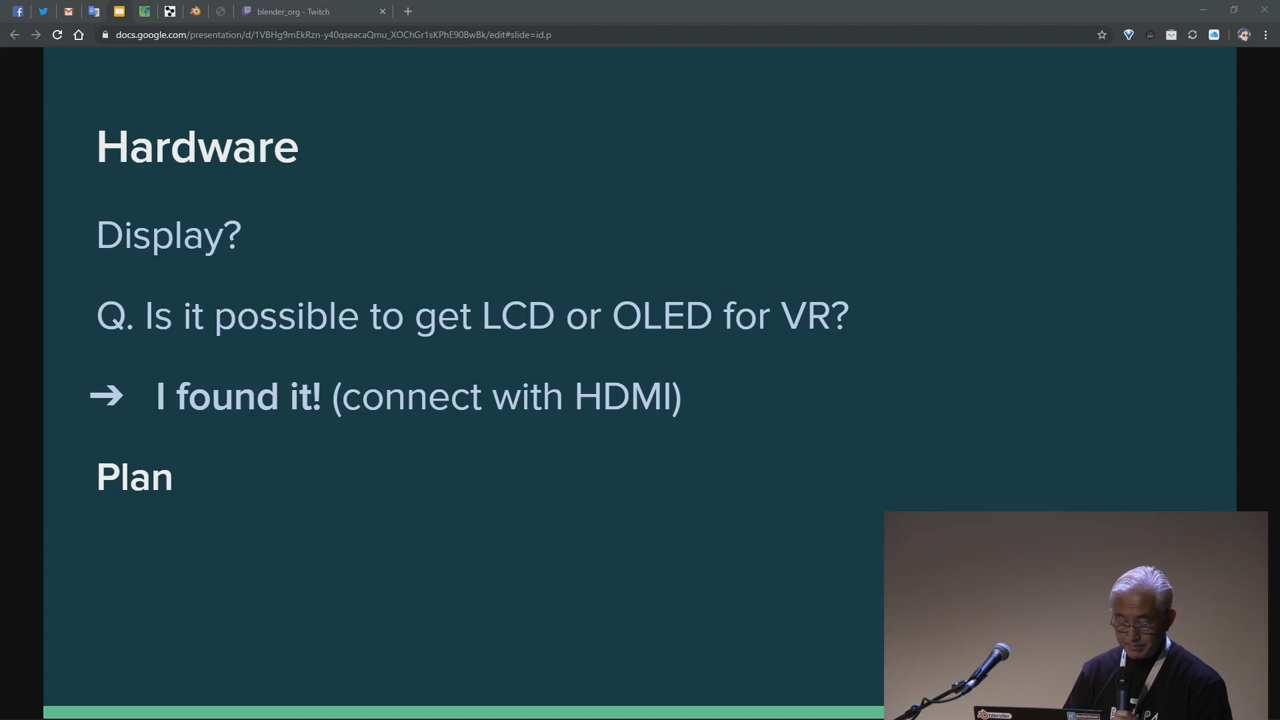 blender_org - Twitch
docs.google.com/presentation/d/1VBHg9mEkRzn-y40qseacaQmu_XOChGr1sKPhE90BwBk/edit#slide=id.p
Hardware
Display?
Q. Is it possible to get LCD or OLED for VR?
➔ I found it! (connect with HDMI)
Plan
blender